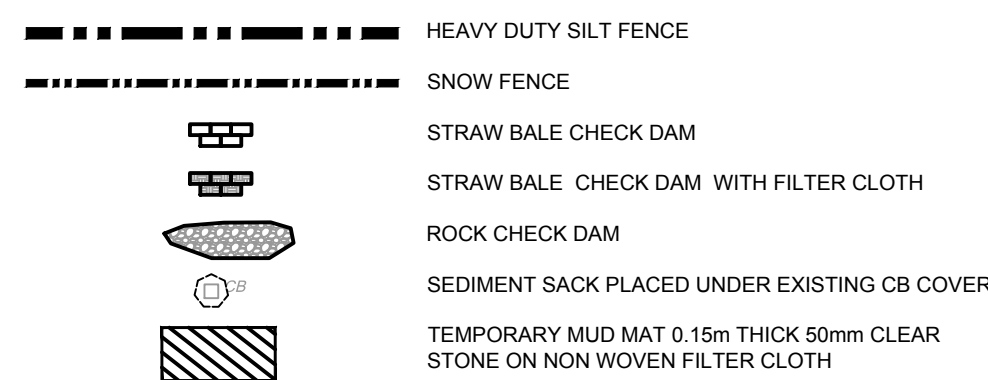 HEAVY DUTY SILT FENCE
SNOW FENCE
STRAW BALE CHECK DAM
STRAW BALE CHECK DAM WITH FILTER CLOTH
ROCK CHECK DAM
CB SEDIMENT SACK PLACED UNDER EXISTING CB COVER
TEMPORARY MUD MAT 0.15m THICK 50mm CLEAR
STONE ON NON WOVEN FILTER CLOTH